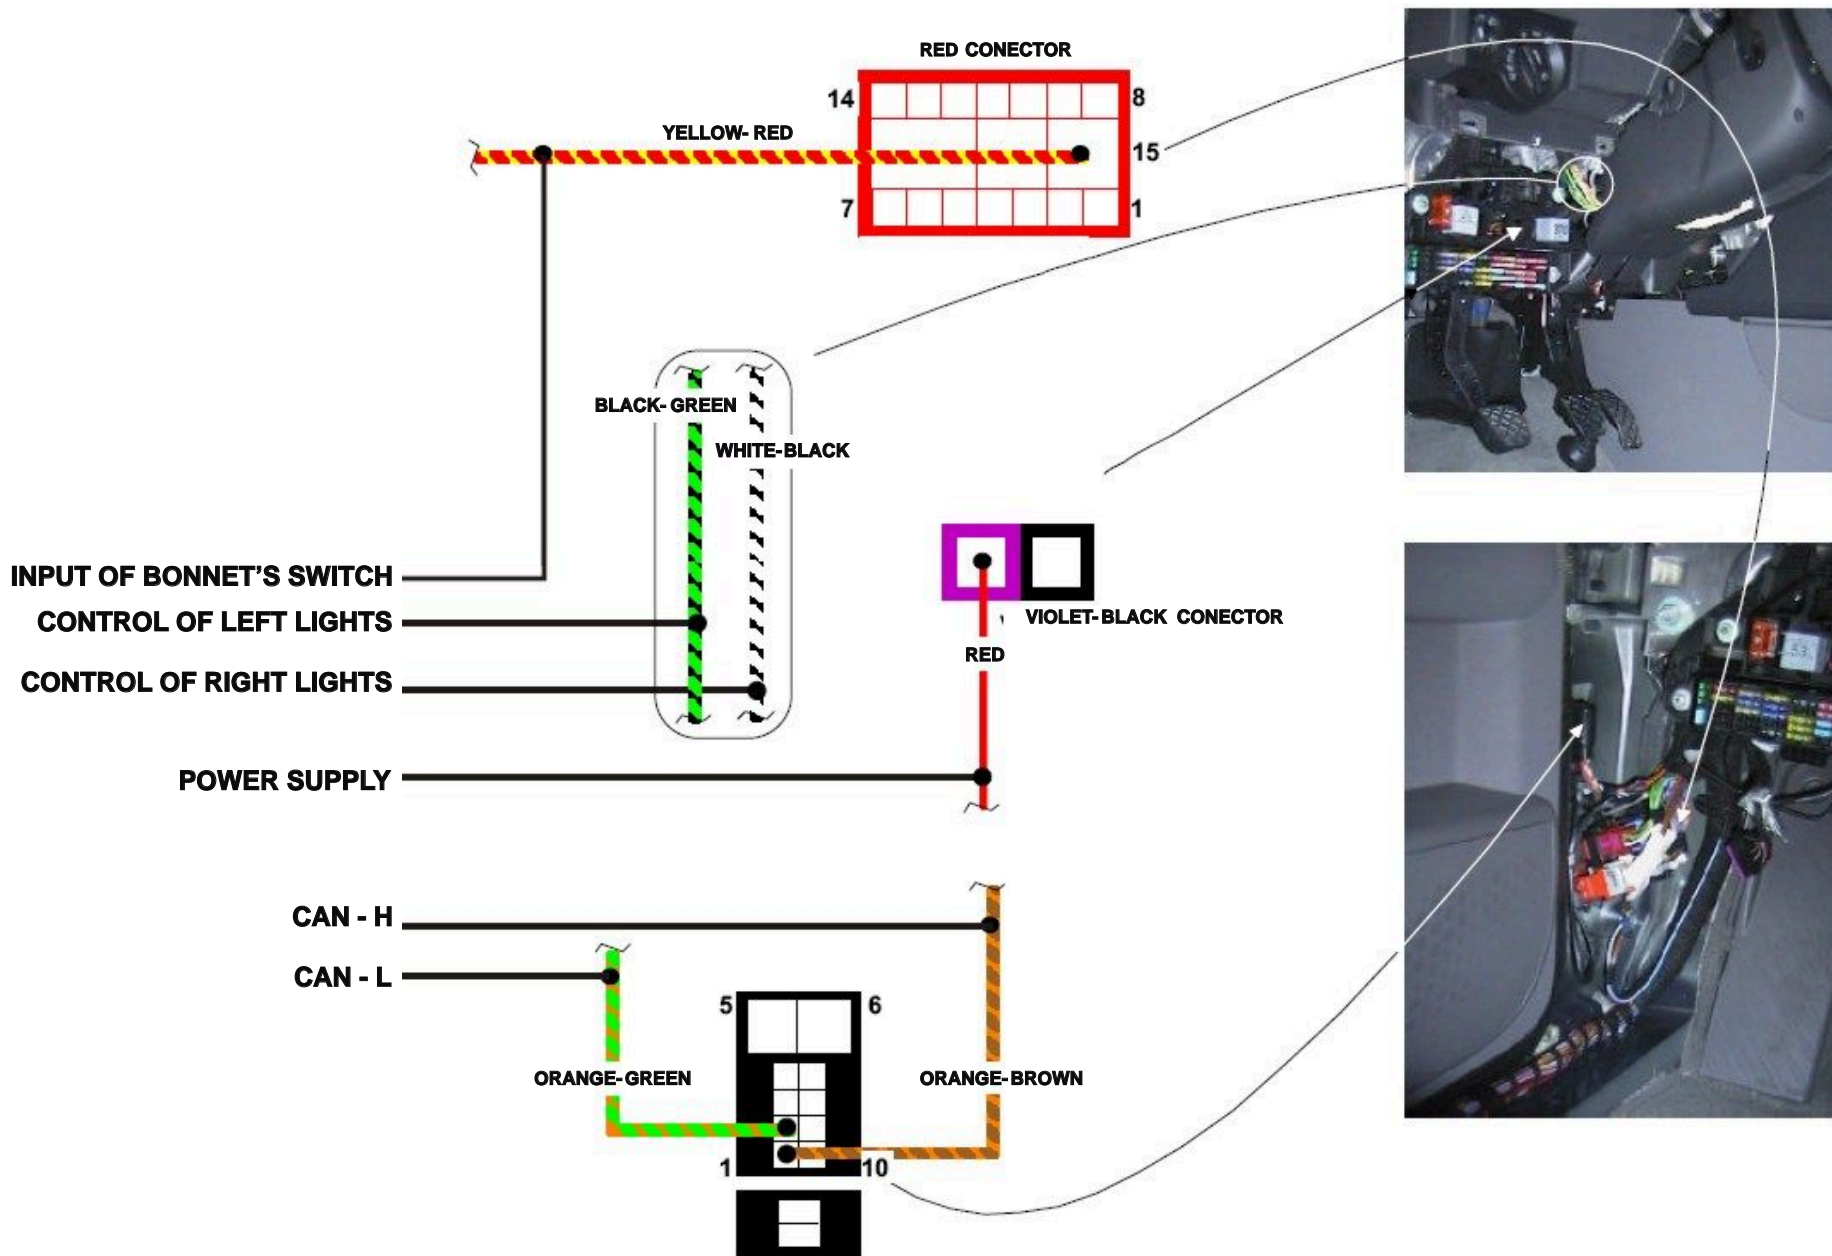 RED CONECTOR
14
8
YELLOW- RED
15
7
1
BLACK- GREEN
WHITE-BLACK
INPUT OF BONNET'S SWITCH
CONTROL OF LEFT LIGHTS
VIOLET- BLACK CONECTOR
RED
CONTROL OF RIGHT LIGHTS
POWER SUPPLY
CAN - H
CAN - L
5
6
ORANGE-GREEN
ORANGE-BROWN
1
10
53